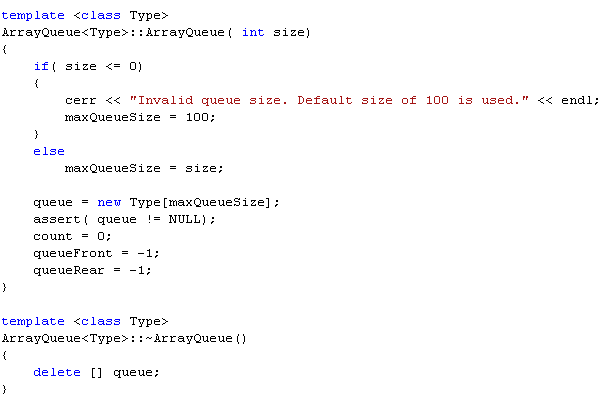 template <class Type>
ArrayQueue<Type>::ArrayQueue( int size)
{
    if( size <= 0)
    {
        cerr << "Invalid queue size. Default size of 100 is used." << endl;
        maxQueueSize = 100;
    }
    else
        maxQueueSize = size;

    queue = new Type[maxQueueSize];
    assert( queue != NULL);
    count = 0;
    queueFront = -1;
    queueRear = -1;
}

template <class Type>
ArrayQueue<Type>::~ArrayQueue()
{
    delete [] queue;
}